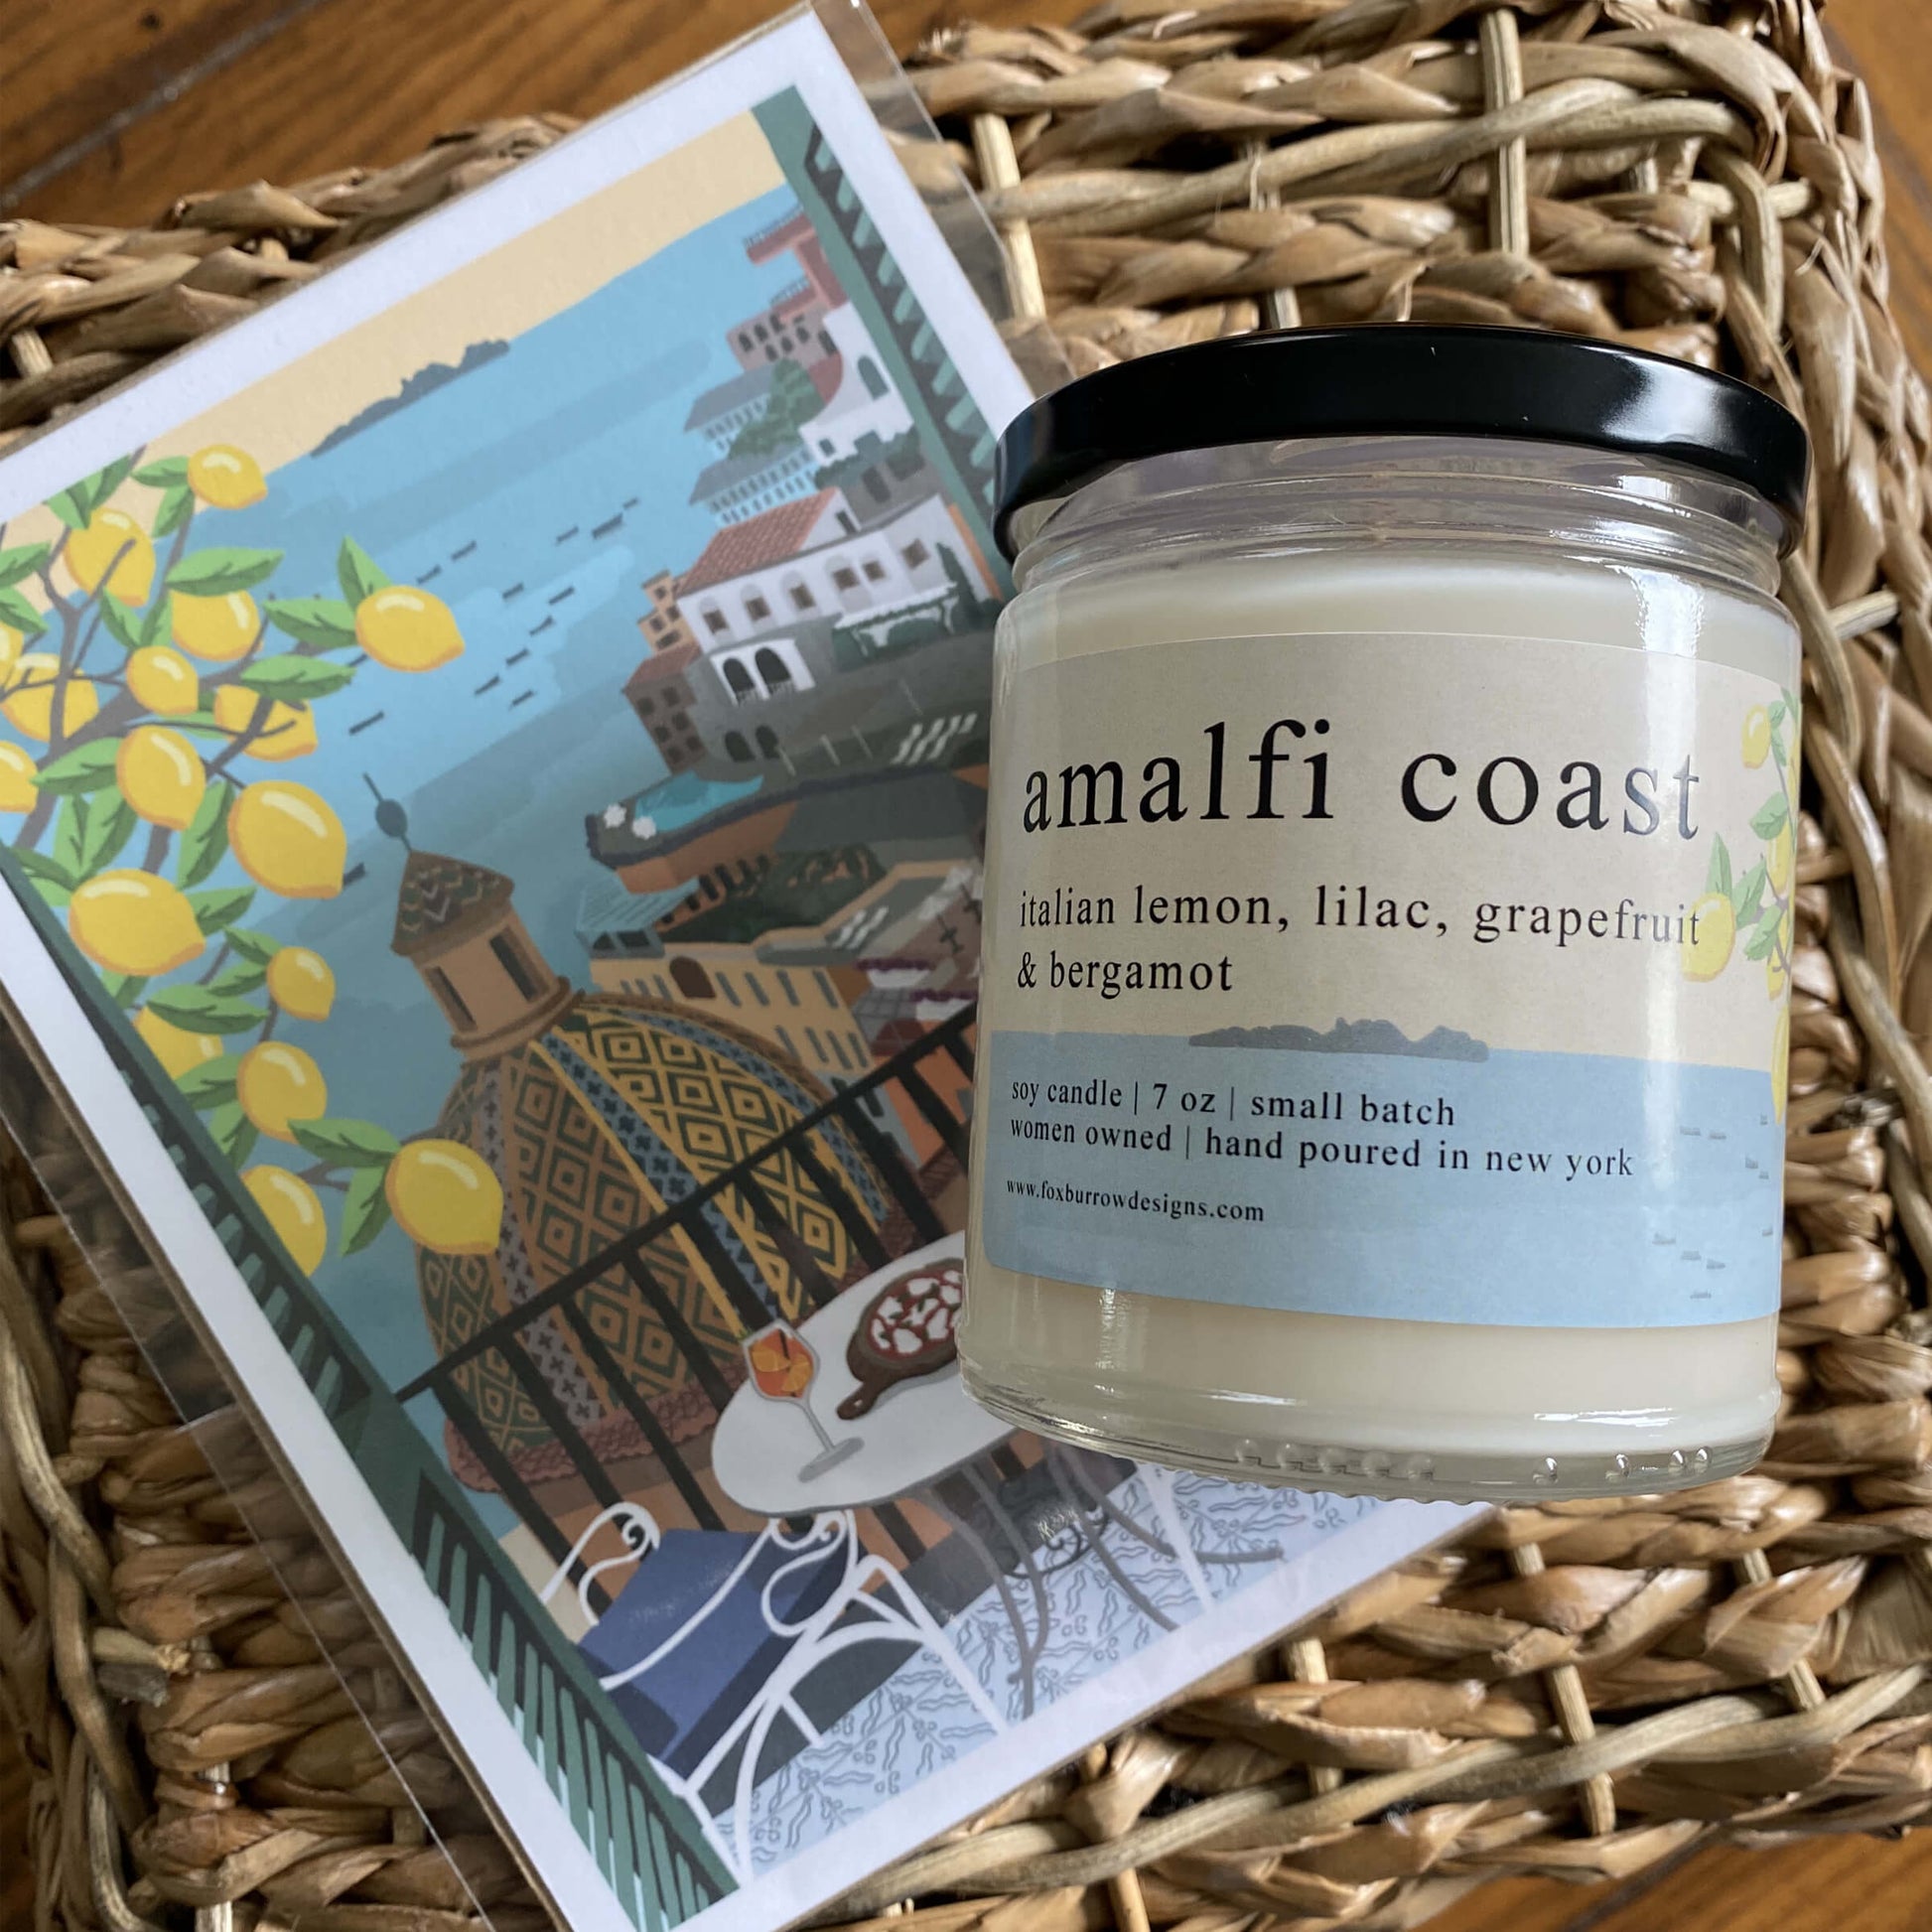 amalfi coast
italian lemon, lilac, grapefruit
& bergamot
soy candle | 7 oz | small batch
women owned | hand poured in new york
www.foxburrowdesigns.com